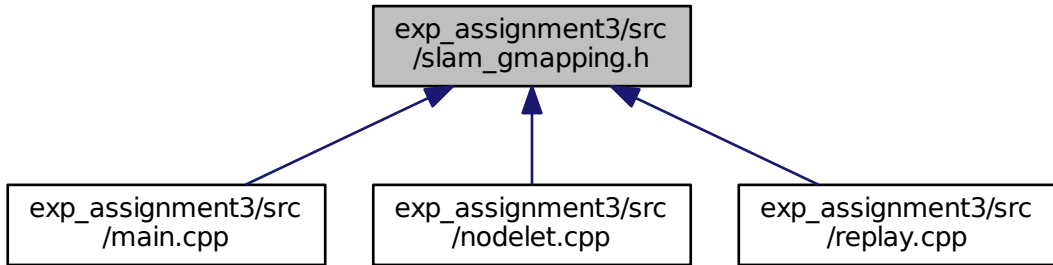 exp_assignment3/src
/slam_gmapping.h
exp_assignment3/src
/main.cpp
exp_assignment3/src
/nodelet.cpp
exp_assignment3/src
/replay.cpp